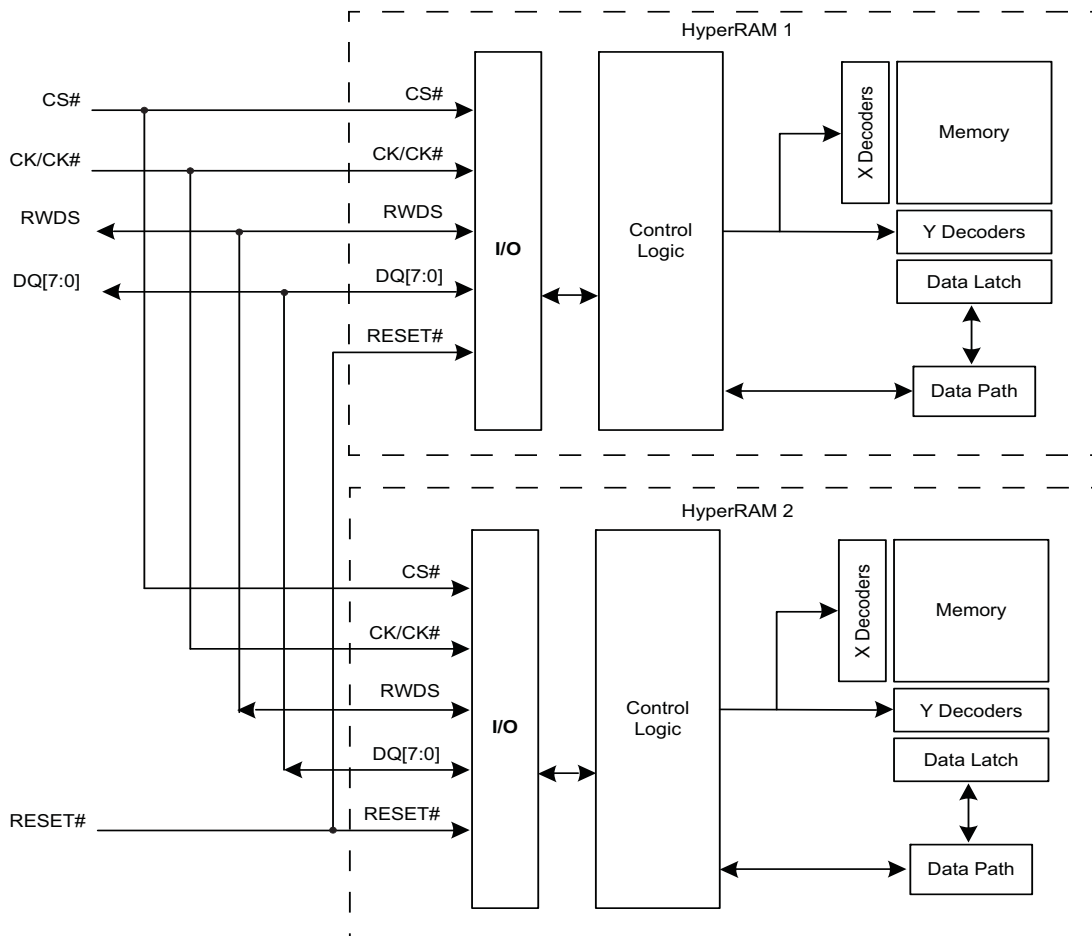 HyperRAM 1
CS#
CS#
X Decoders
Memory
CK/CK#
CK/CK#
RWDS
RWDS
I/O
Control
Logic
Y Decoders
DQ[7:0]
DQ[7:0]
Data Latch
RESET#
Data Path
HyperRAM 2
CS#
X Decoders
Memory
CK/CK#
RWDS
I/O
Control
Logic
Y Decoders
DQ[7:0]
Data Latch
RESET#
RESET#
Data Path